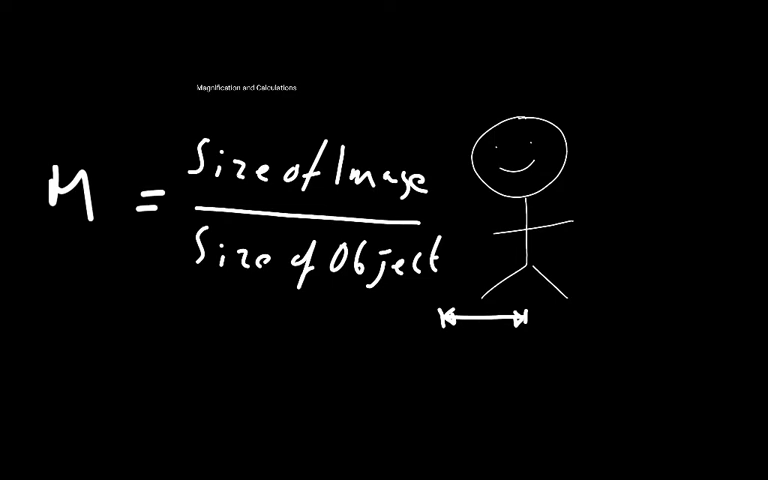 Magnification and Calculations
M = Size of Image
Size of Object